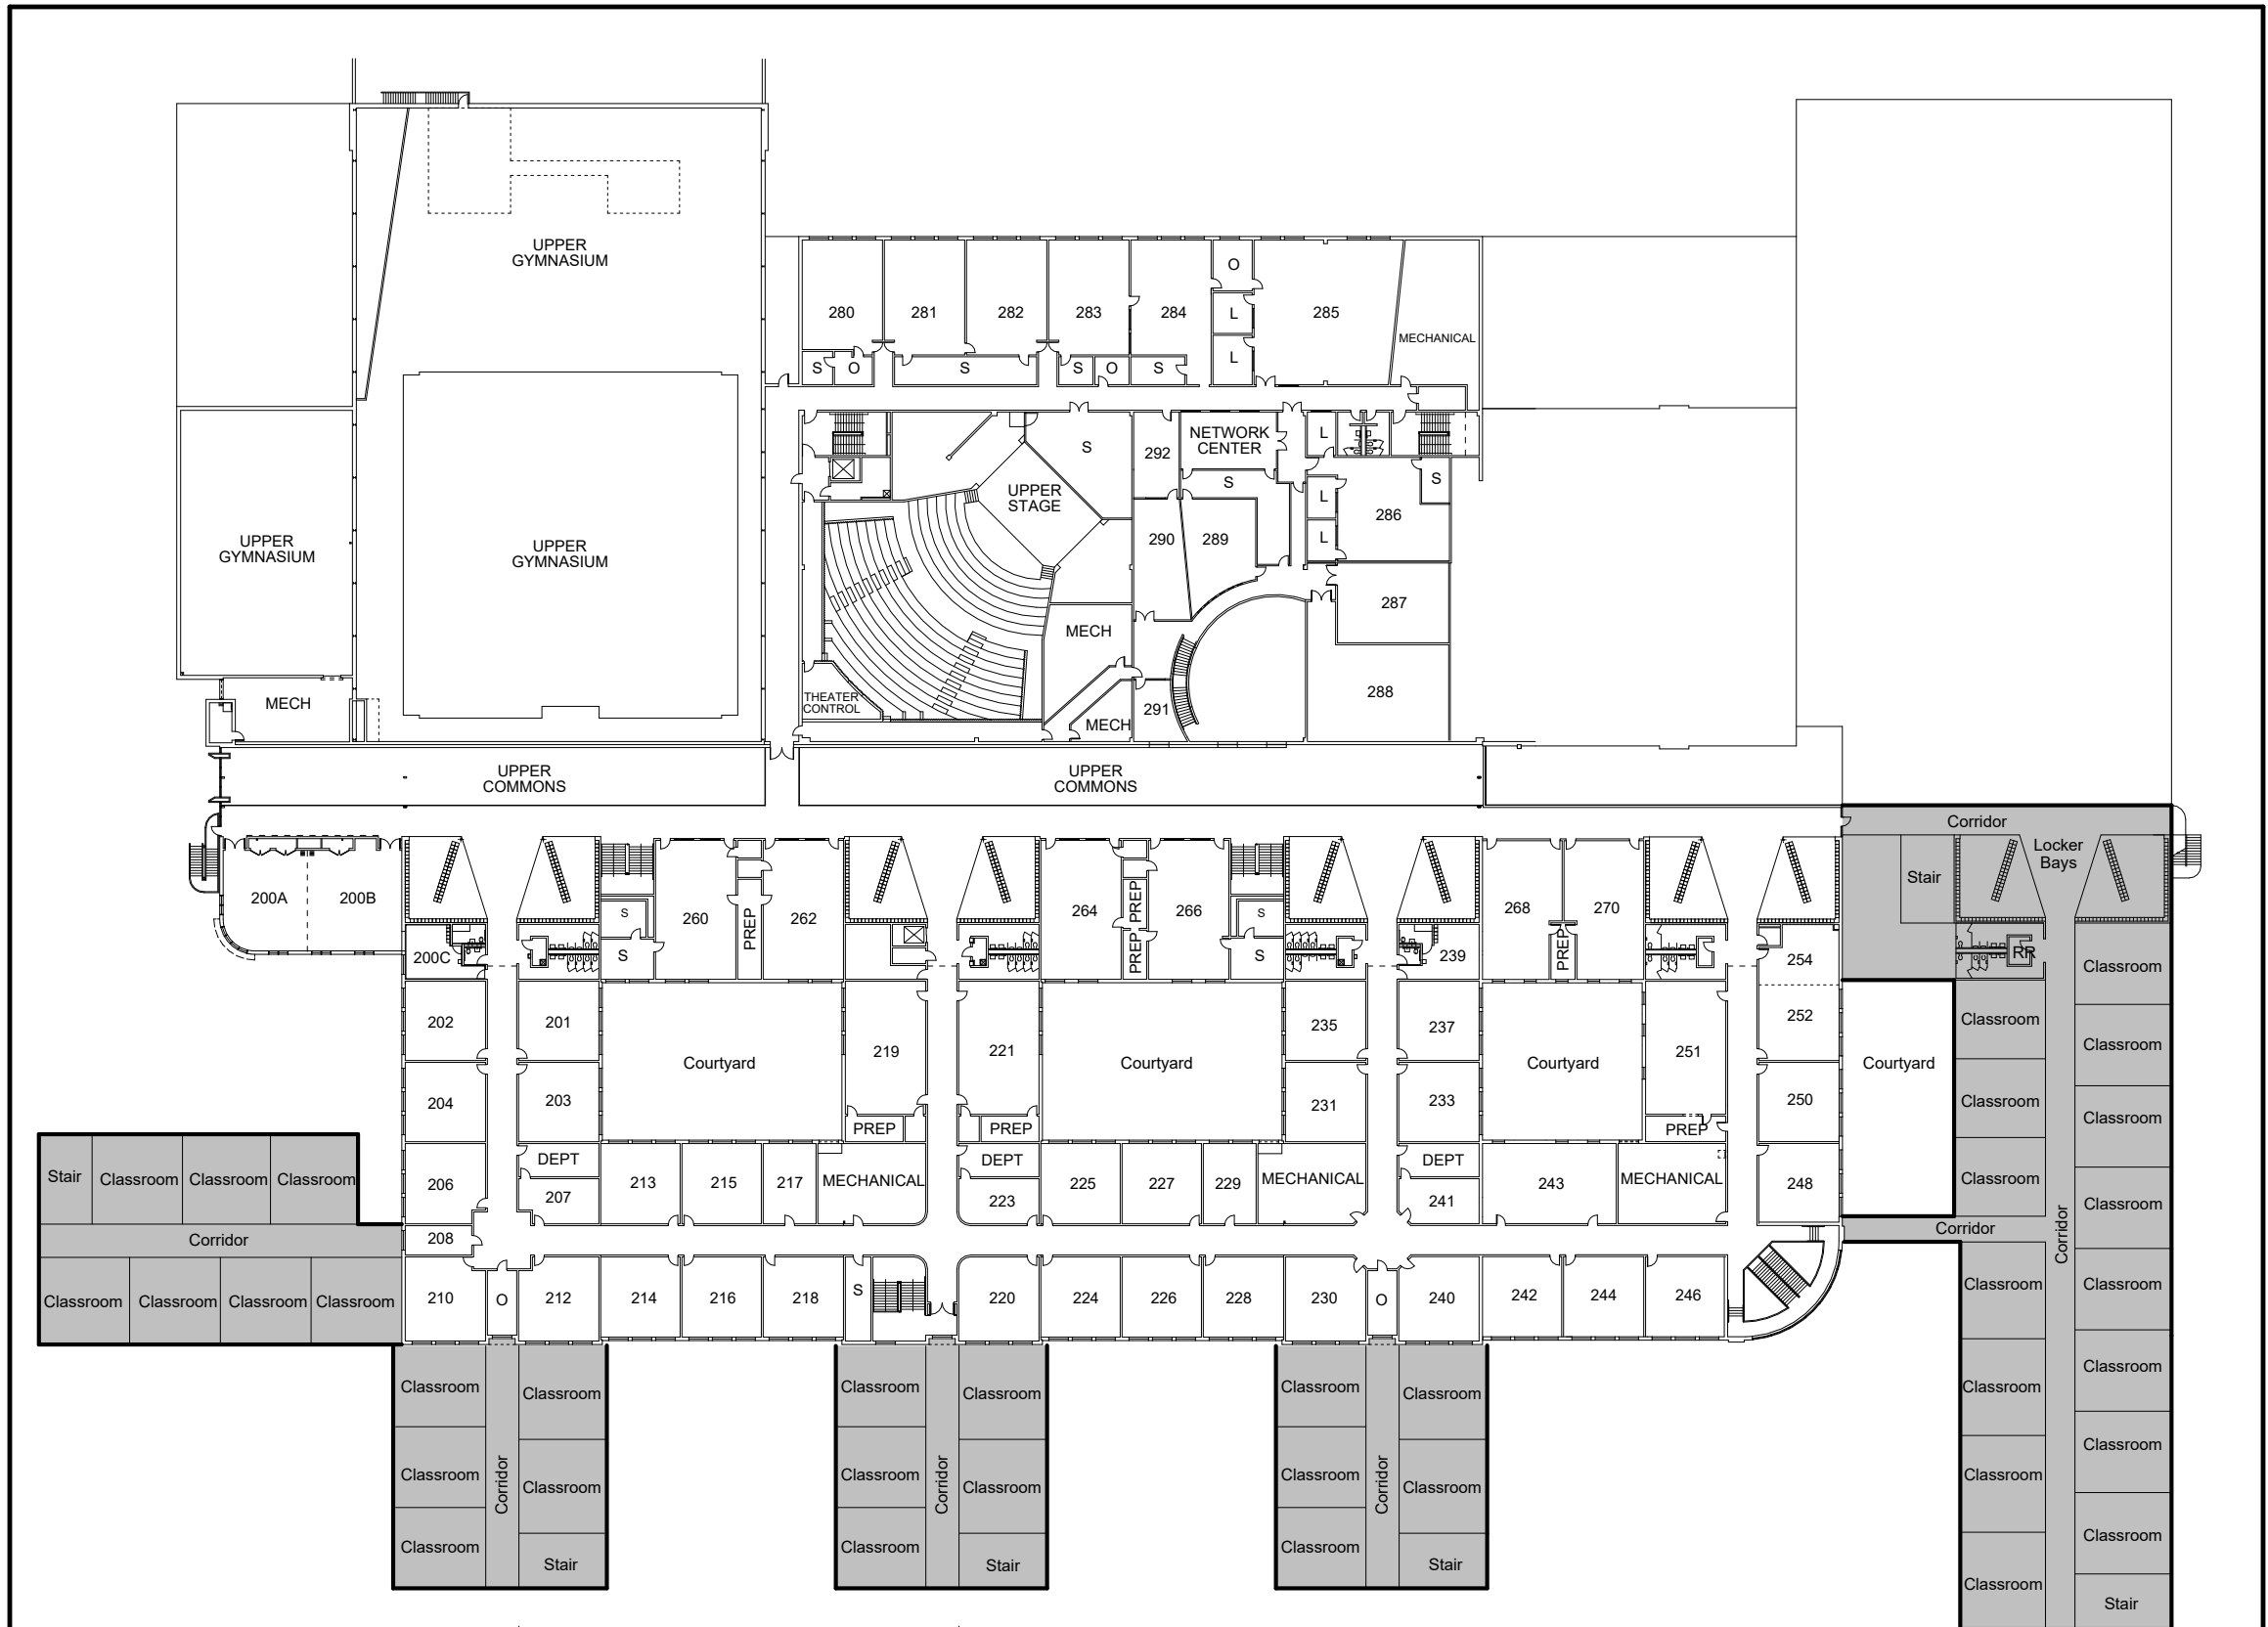 UPPER
GYMNASIUM
O
280
281
282
283
284
L
285
MECHANICAL
L
S
O
S
S
O
S
NETWORK
CENTER
L
S
292
S
S
UPPER
STAGE
L
286
UPPER
GYMNASIUM
UPPER
GYMNASIUM
290
289
L
287
MECH
THEATER
CONTROL
MECH
291
288
MECH
UPPER
COMMONS
UPPER
COMMONS
Corridor
Locker
Bays
Stair
200A
200B
260
PREP
262
264
PREP
PREP
266
268
PREP
270
S
S
S
S
200C
239
254
RR
Classroom
202
201
Courtyard
219
221
Courtyard
235
237
Courtyard
251
252
Courtyard
Classroom
Classroom
204
203
231
233
250
Classroom
Classroom
PREP
PREP
PREP
DEPT
DEPT
DEPT
Stair
Classroom
Classroom
Classroom
206
207
213
215
217
MECHANICAL
223
225
227
229
MECHANICAL
241
243
MECHANICAL
248
Classroom
Classroom
Corridor
208
Corridor
Corridor
Classroom
Classroom
Classroom
Classroom
210
O
212
214
216
218
S
220
224
226
228
230
O
240
242
244
246
Classroom
Classroom
Classroom
Classroom
Classroom
Classroom
Classroom
Classroom
Classroom
Classroom
Classroom
Corridor
Classroom
Classroom
Corridor
Classroom
Classroom
Corridor
Classroom
Classroom
Classroom
Classroom
Stair
Classroom
Stair
Classroom
Stair
Classroom
Classroom
Stair